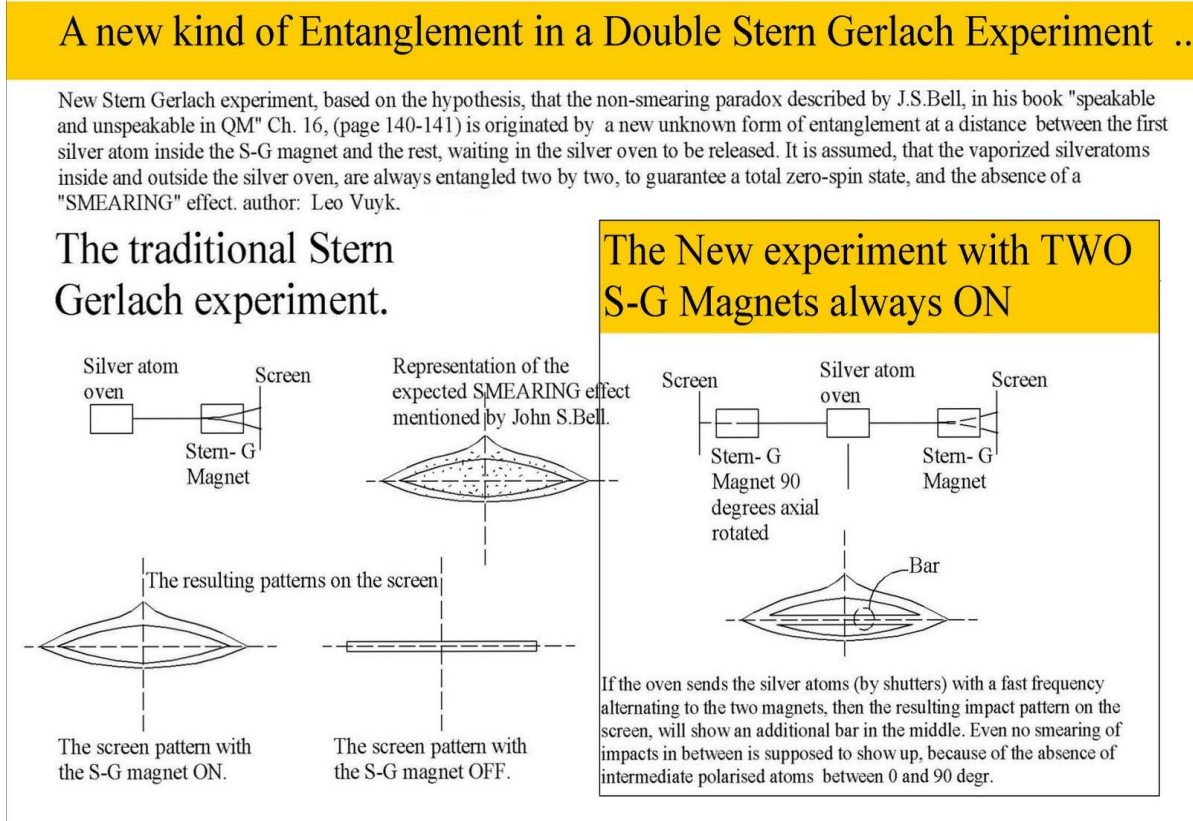 A new kind of Entanglement in a Double Stern Gerlach Experiment ..
New Stern Gerlach experiment, based on the hypothesis, that the non-smearing paradox described by J.S.Bell, in his book "speakable
and unspeakable in QM" Ch. 16, (page 140-141) is originated by a new unknown form of entanglement at a distance between the first
silver atom inside the S-G magnet and the rest, waiting in the silver oven to be released. It is assumed, that the vaporized silveratoms
inside and outside the silver oven, are always entangled two by two, to guarantee a total zero-spin state, and the absence of a
"SMEARING" effect. author: Leo Vuyk.
The traditional Stern
Gerlach experiment.
Silver atom
oven
Screen
Stern- G
Magnet
Representation of the
expected SMEARING effect
mentioned by John S.Bell.
The resulting patterns on the screen
The screen pattern with
the S-G magnet ON.
The screen pattern with
the S-G magnet OFF.
The New experiment with TWO
S-G Magnets always ON
Screen
Silver atom
oven
Screen
Stern- G
Magnet 90
degrees axial
rotated
Stern- G
Magnet
Bar
If the oven sends the silver atoms (by shutters) with a fast frequency
alternating to the two magnets, then the resulting impact pattern on the
screen, will show an additional bar in the middle. Even no smearing of
impacts in between is supposed to show up, because of the absence of
intermediate polarised atoms between 0 and 90 degr.